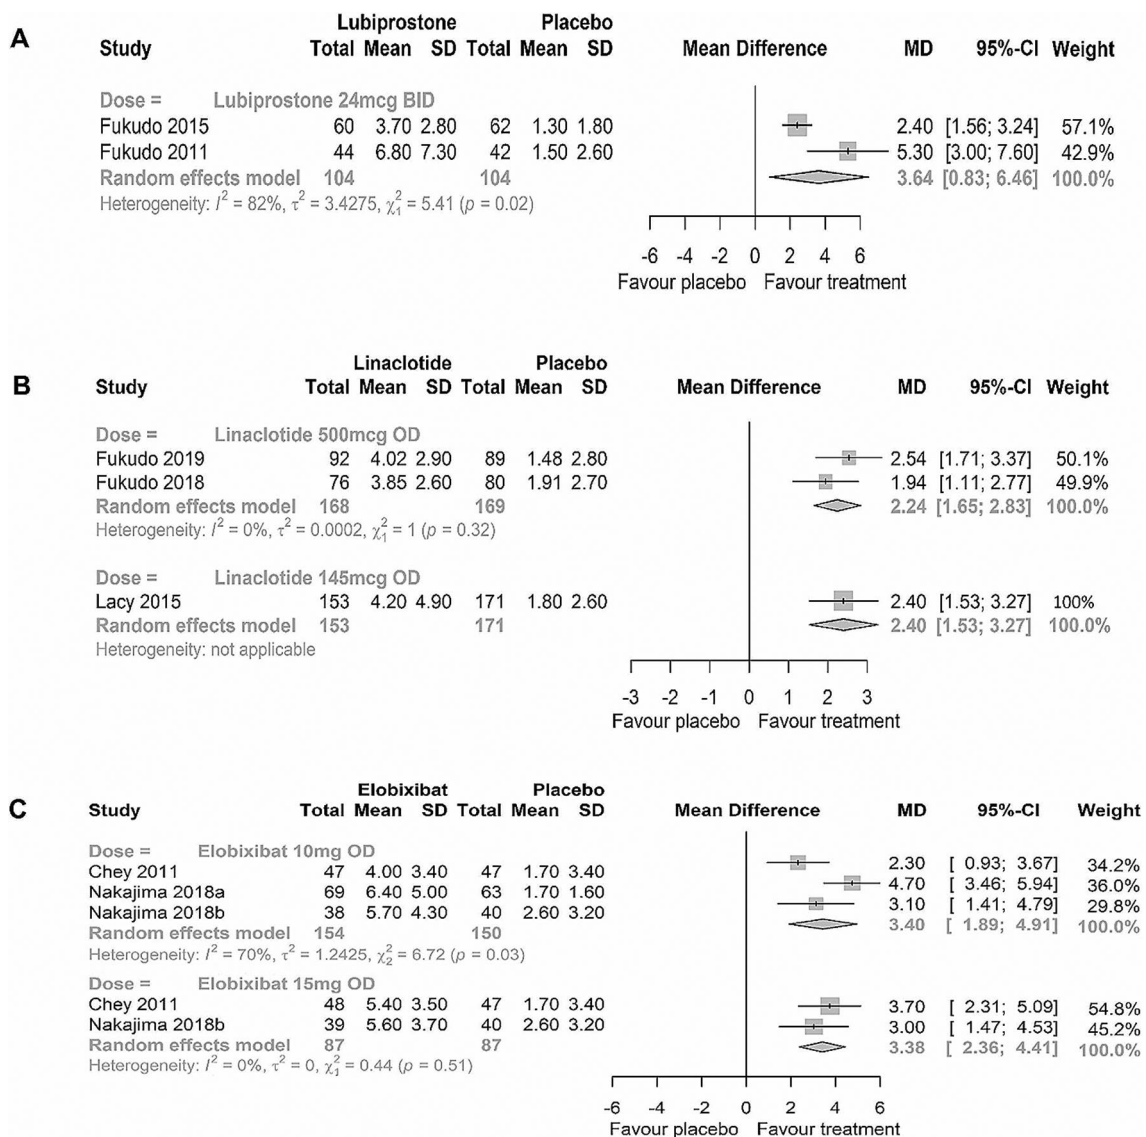 A
Lubiprostone Placebo
Study Total Mean SD Total Mean SD Mean Difference MD 95%-CI Weight
Dose = Lubiprostone 24mcg BID
Fukudo 2015 60 3.70 2.80 62 1.30 1.80 2.40 [1.56; 3.24] 57.1%
Fukudo 2011 44 6.80 7.30 42 1.50 2.60 5.30 [3.00; 7.60] 42.9%
Random effects model 104 104 3.64 [0.83; 6.46] 100.0%
Heterogeneity: I² = 82%, τ² = 3.4275, χ²₁ = 5.41 (p = 0.02)
-6 -4 -2 0 2 4 6
Favour placebo Favour treatment
B
Linaclotide Placebo
Study Total Mean SD Total Mean SD Mean Difference MD 95%-CI Weight
Dose = Linaclotide 500mcg OD
Fukudo 2019 92 4.02 2.90 89 1.48 2.80 2.54 [1.71; 3.37] 50.1%
Fukudo 2018 76 3.85 2.60 80 1.91 2.70 1.94 [1.11; 2.77] 49.9%
Random effects model 168 169 2.24 [1.65; 2.83] 100.0%
Heterogeneity: I² = 0%, τ² = 0.0002, χ²₁ = 1 (p = 0.32)
Dose = Linaclotide 145mcg OD
Lacy 2015 153 4.20 4.90 171 1.80 2.60 2.40 [1.53; 3.27] 100%
Random effects model 153 171 2.40 [1.53; 3.27] 100.0%
Heterogeneity: not applicable
-3 -2 -1 0 1 2 3
Favour placebo Favour treatment
C
Elobixibat Placebo
Study Total Mean SD Total Mean SD Mean Difference MD 95%-CI Weight
Dose = Elobixibat 10mg OD
Chey 2011 47 4.00 3.40 47 1.70 3.40 2.30 [ 0.93; 3.67] 34.2%
Nakajima 2018a 69 6.40 5.00 63 1.70 1.60 4.70 [ 3.46; 5.94] 36.0%
Nakajima 2018b 38 5.70 4.30 40 2.60 3.20 3.10 [ 1.41; 4.79] 29.8%
Random effects model 154 150 3.40 [ 1.89; 4.91] 100.0%
Heterogeneity: I² = 70%, τ² = 1.2425, χ²₂ = 6.72 (p = 0.03)
Dose = Elobixibat 15mg OD
Chey 2011 48 5.40 3.50 47 1.70 3.40 3.70 [ 2.31; 5.09] 54.8%
Nakajima 2018b 39 5.60 3.70 40 2.60 3.20 3.00 [ 1.47; 4.53] 45.2%
Random effects model 87 87 3.38 [ 2.36; 4.41] 100.0%
Heterogeneity: I² = 0%, τ² = 0, χ²₁ = 0.44 (p = 0.51)
-6 -4 -2 0 2 4 6
Favour placebo Favour treatment